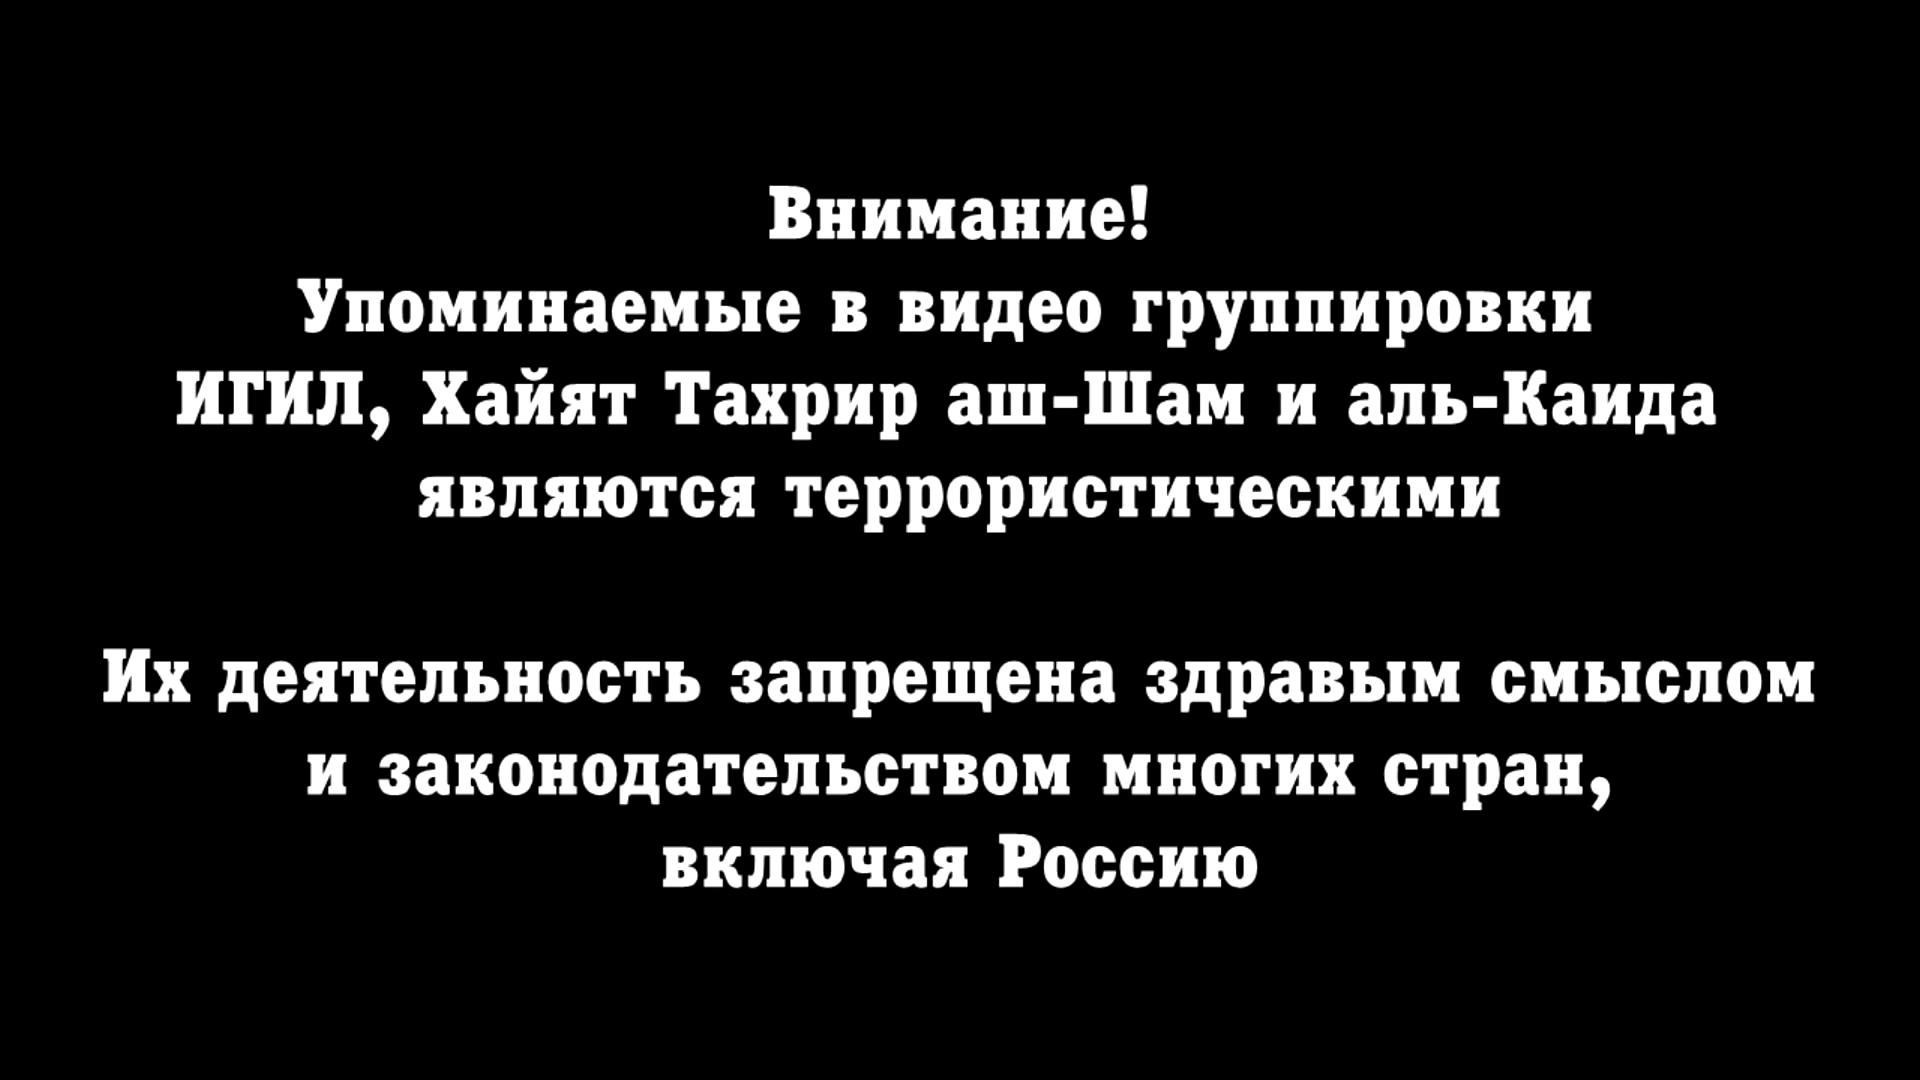 Внимание!
Упоминаемые в видео группировки
ИГИЛ, Хайят Тахрир аш-Шам и аль-Каида
являются террористическими
Их деятельность запрещена здравым смыслом
и законодательством многих стран,
включая Россию